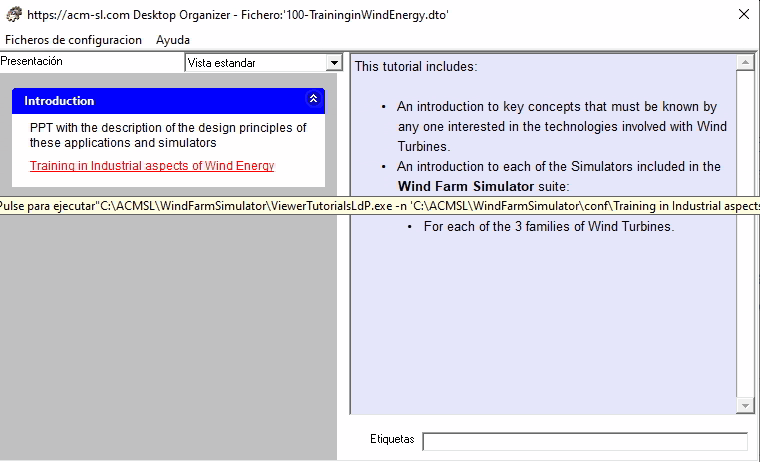 https://acm-sl.com Desktop Organizer - Fichero:'100-TraininginWindEnergy.dto'
Ficheros de configuracion Ayuda
Presentación
Vista estandar
Introduction
PPT with the description of the design principles of
these applications and simulators
Training in Industrial aspects of Wind Energy
This tutorial includes:
• An introduction to key concepts that must be known by
any one interested in the technologies involved with Wind
Turbines.
• An introduction to each of the Simulators included in the
Wind Farm Simulator suite:
Pulse para ejecutar"C:\ACMSL\WindFarmSimulator\ViewerTutorialsLdP.exe -n 'C:\ACMSL\WindFarmSimulator\conf\Training in Industrial aspects
• For each of the 3 families of Wind Turbines.
Etiquetas